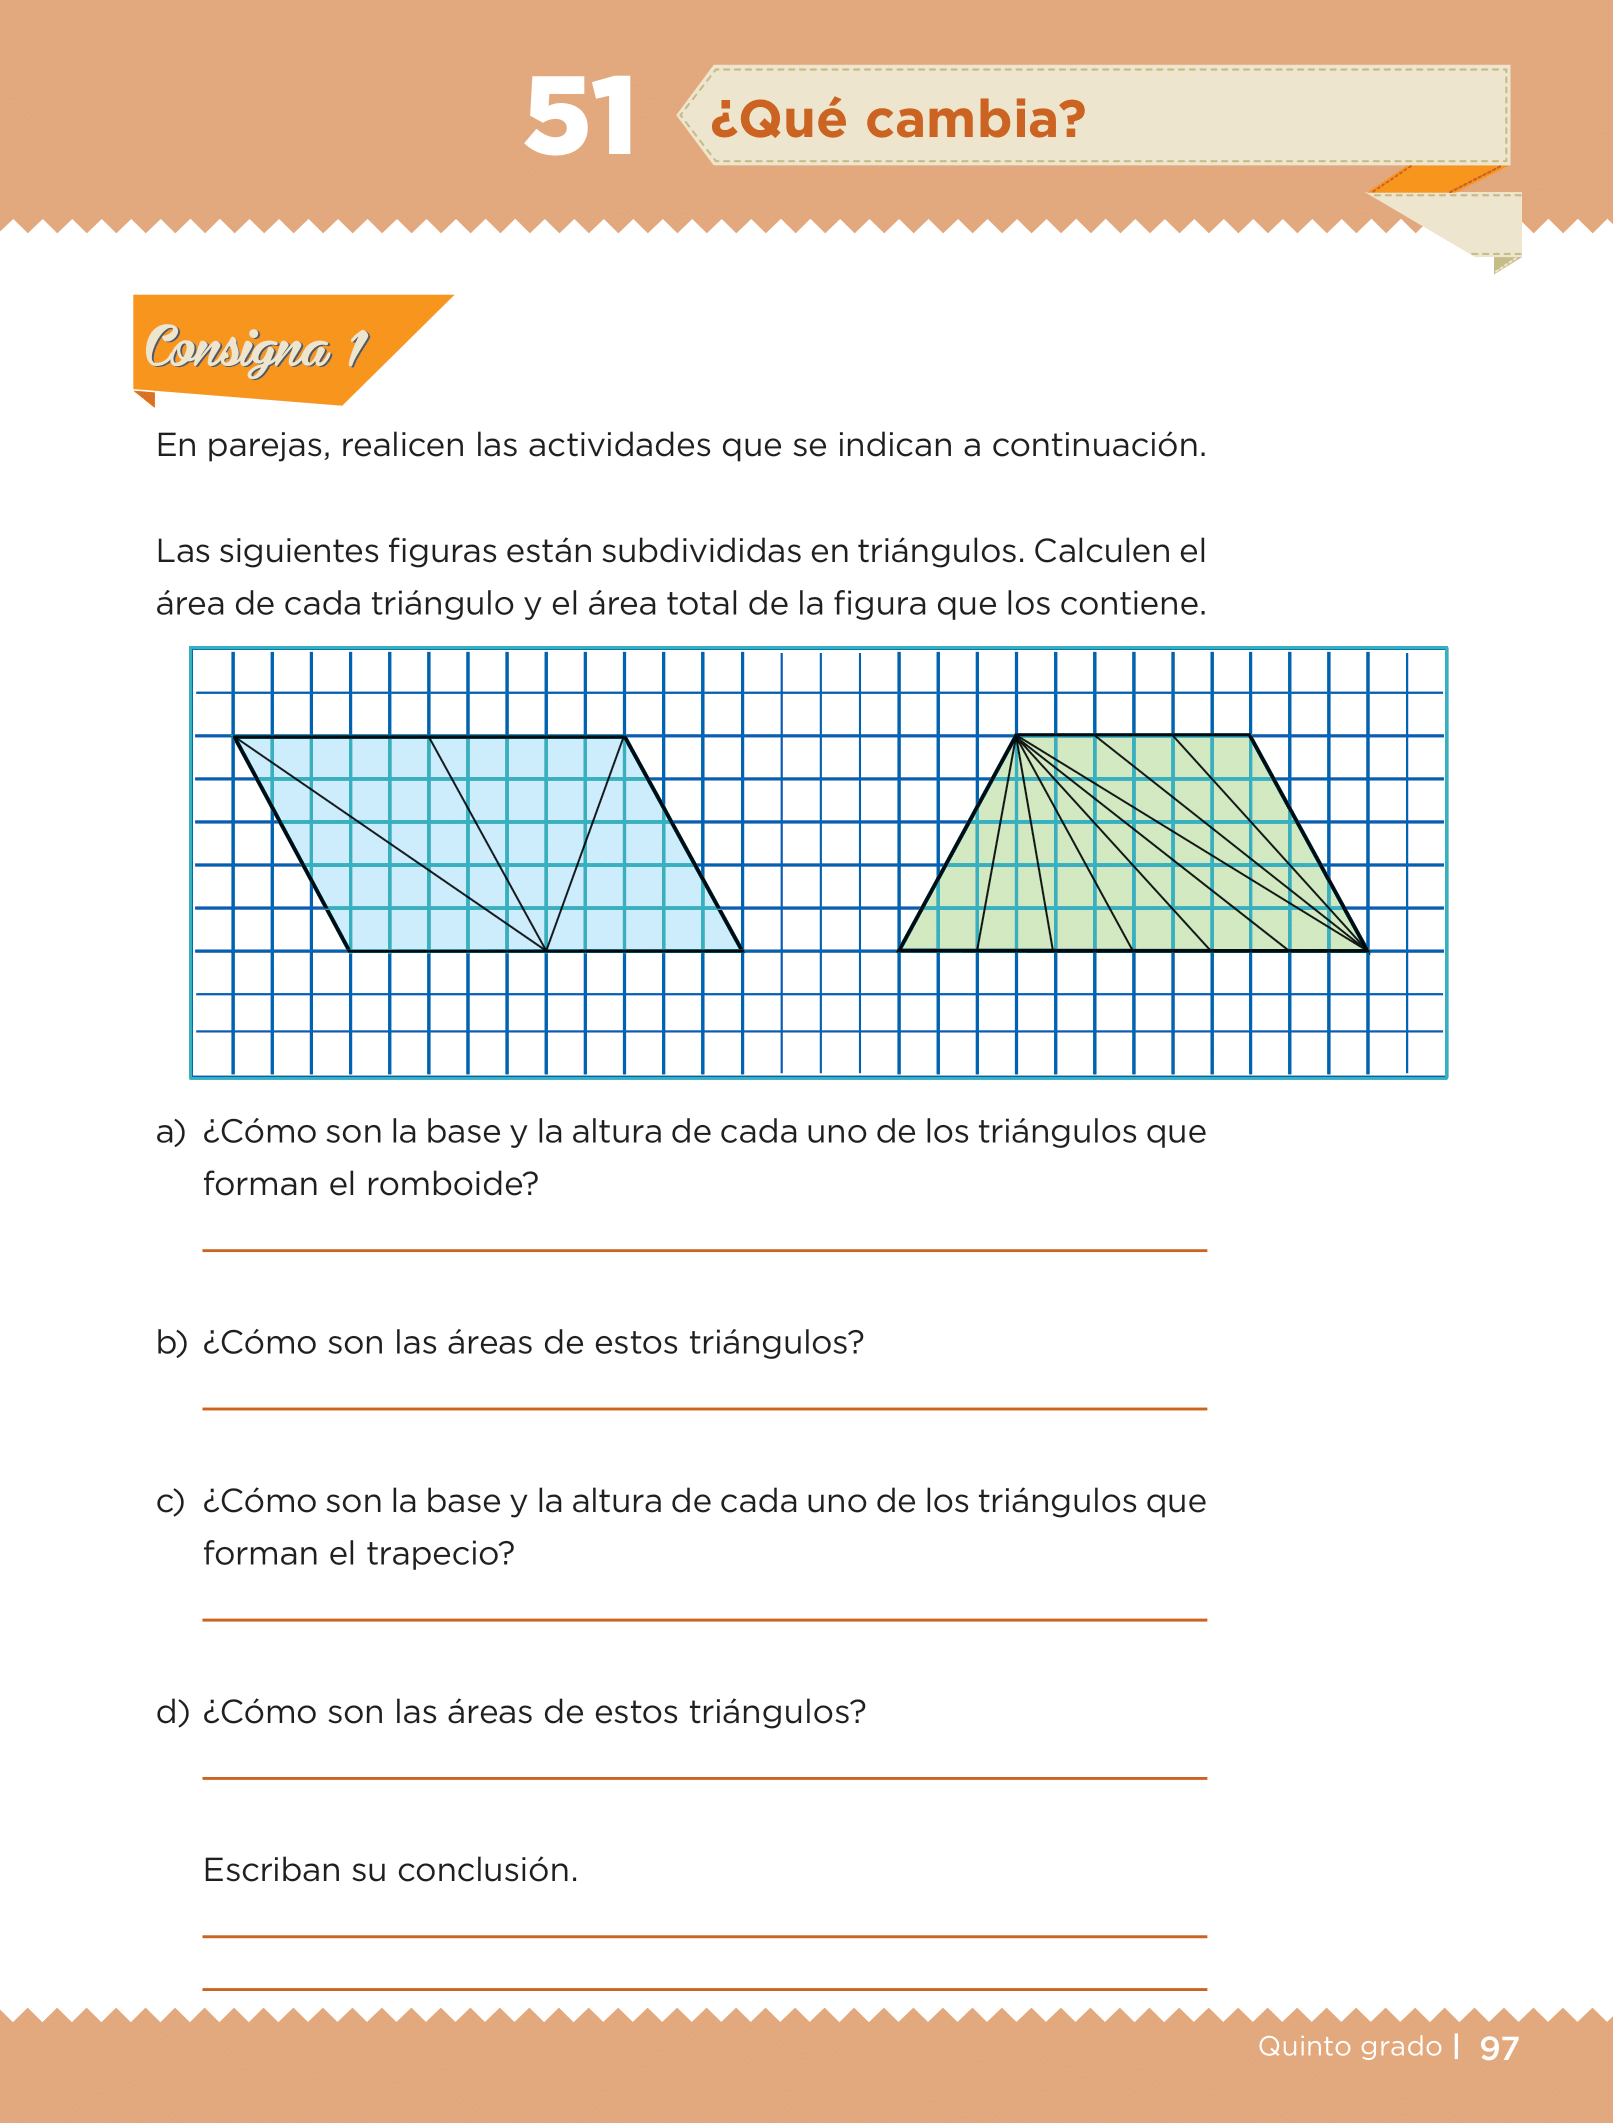 51
¿Qué cambia?
Consigna 1
En parejas, realicen las actividades que se indican a continuación.
Las siguientes figuras están subdivididas en triángulos. Calculen el
área de cada triángulo y el área total de la figura que los contiene.
a) ¿Cómo son la base y la altura de cada uno de los triángulos que
forman el romboide?
b) ¿Cómo son las áreas de estos triángulos?
c) ¿Cómo son la base y la altura de cada uno de los triángulos que
forman el trapecio?
d) ¿Cómo son las áreas de estos triángulos?
Escriban su conclusión.
Quinto grado | 97